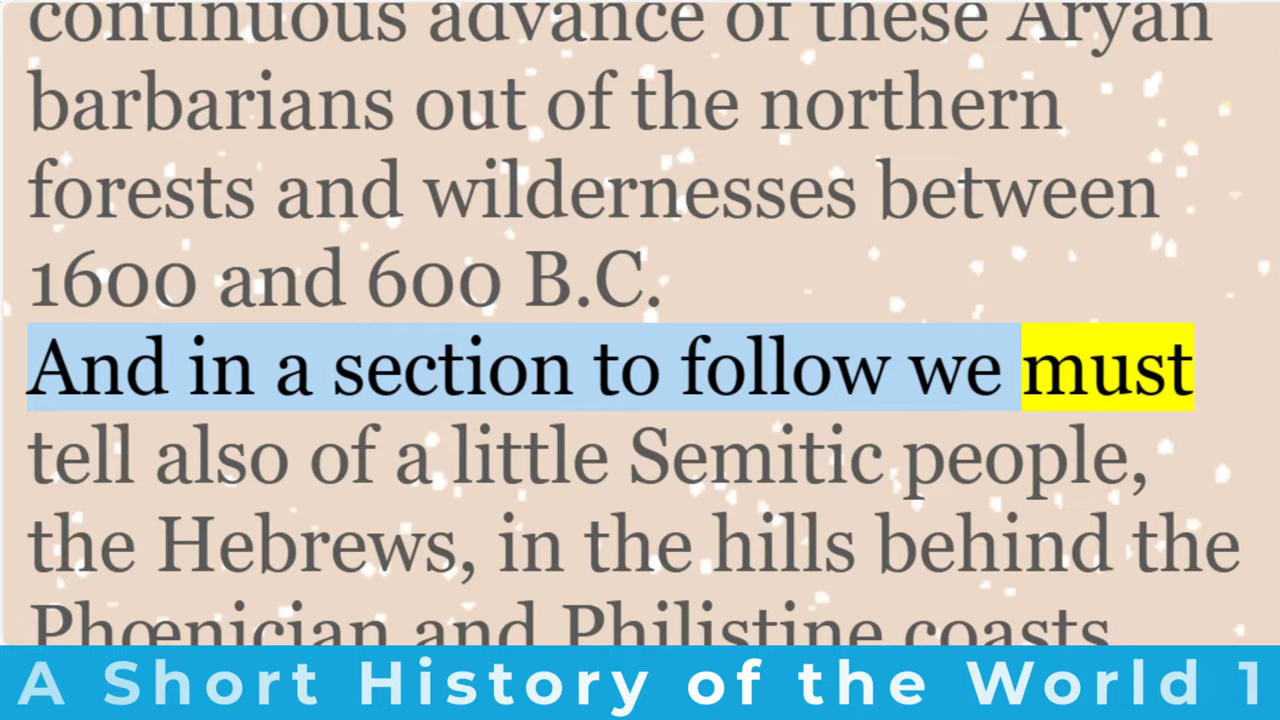 continuous advance of these Aryan
barbarians out of the northern
forests and wildernesses between
1600 and 600 B.C.
And in a section to follow we must
tell also of a little Semitic people,
the Hebrews, in the hills behind the
Phœnician and Philistine coasts
A Short History of the World 1